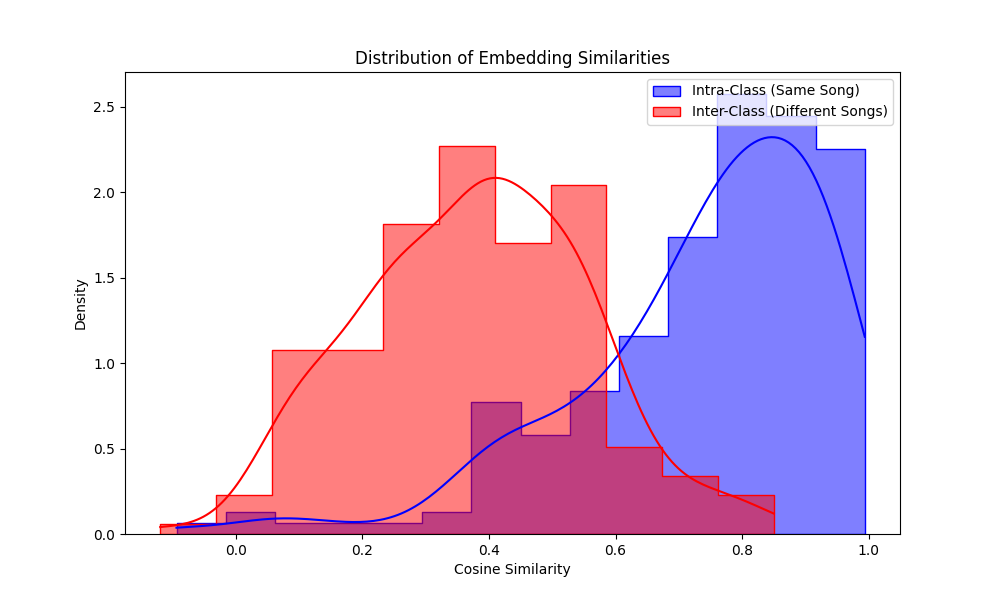 Distribution of Embedding Similarities
Intra-Class (Same Song)
Inter-Class (Different Songs)
Density
2.5
2.0
1.5
1.0
0.5
0.0
0.0 0.2 0.4 0.6 0.8 1.0
Cosine Similarity